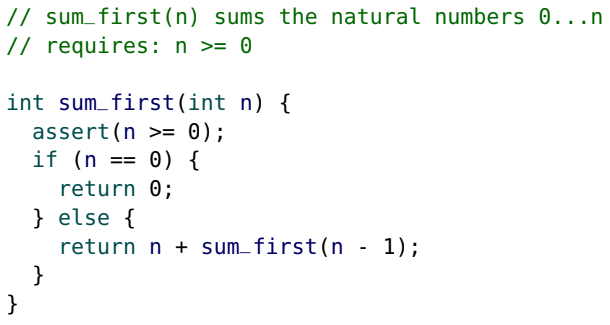 // sum_first(n) sums the natural numbers 0...n
// requires: n >= 0

int sum_first(int n) {
  assert(n >= 0);
  if (n == 0) {
    return 0;
  } else {
    return n + sum_first(n - 1);
  }
}